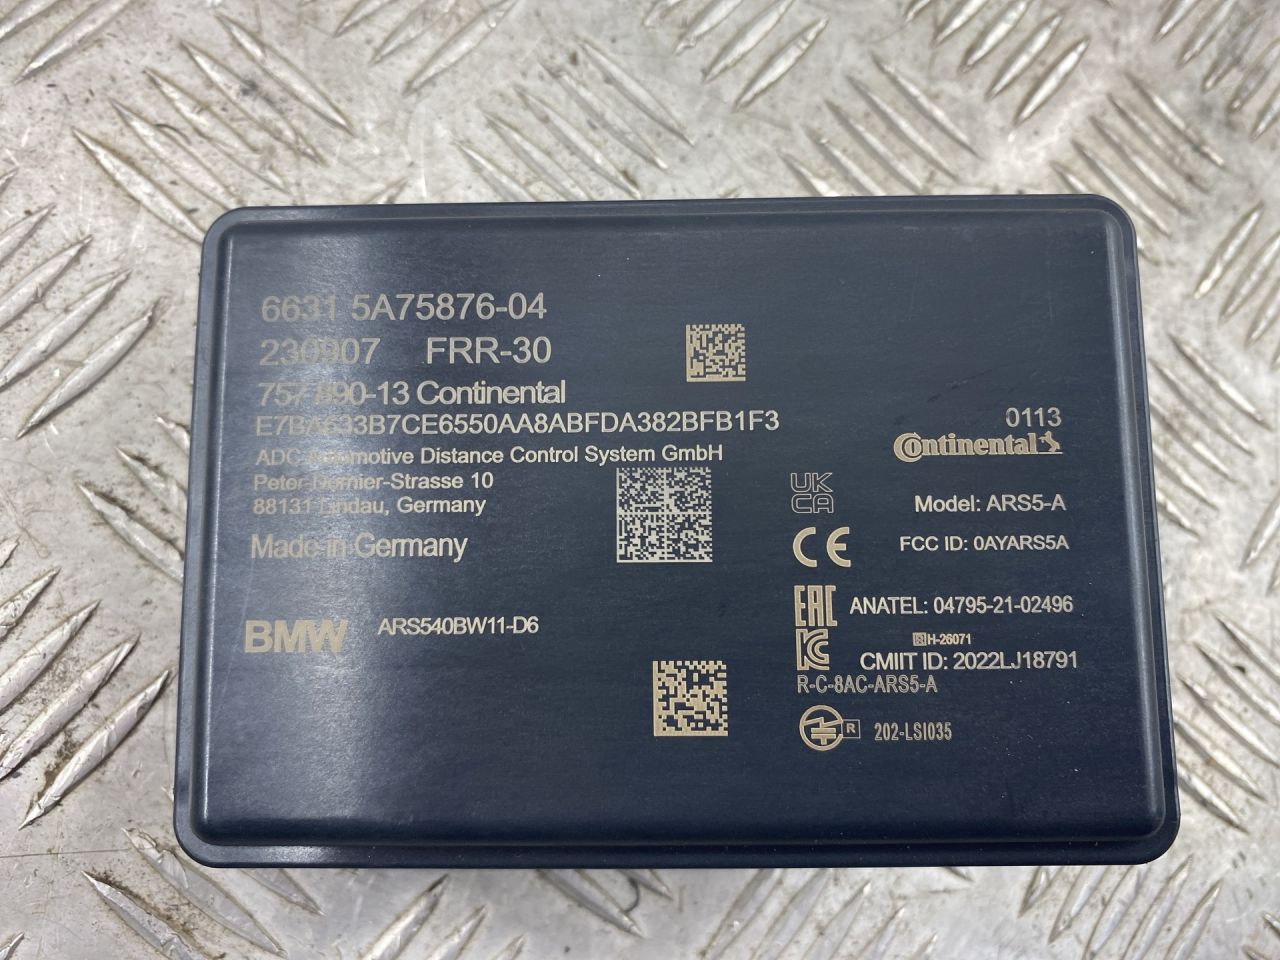 6631 5A75876-04
230907 FRR-30
757890-13 Continental
E7BA633B7CE6550AA8ABFDA382BFB1F3
ADC Automotive Distance Control System GmbH
Peter-Dornier-Strasse 10
88131 Lindau, Germany
Made in Germany
BMW ARS540BW11-D6
0113
Continental
UK
CA
Model: ARS5-A
CE
FCC ID: 0AYARS5A
EAC
ANATEL: 04795-21-02496
KC
H-26071
CMIIT ID: 2022LJ18791
R-C-8AC-ARS5-A
R 202-LSI035